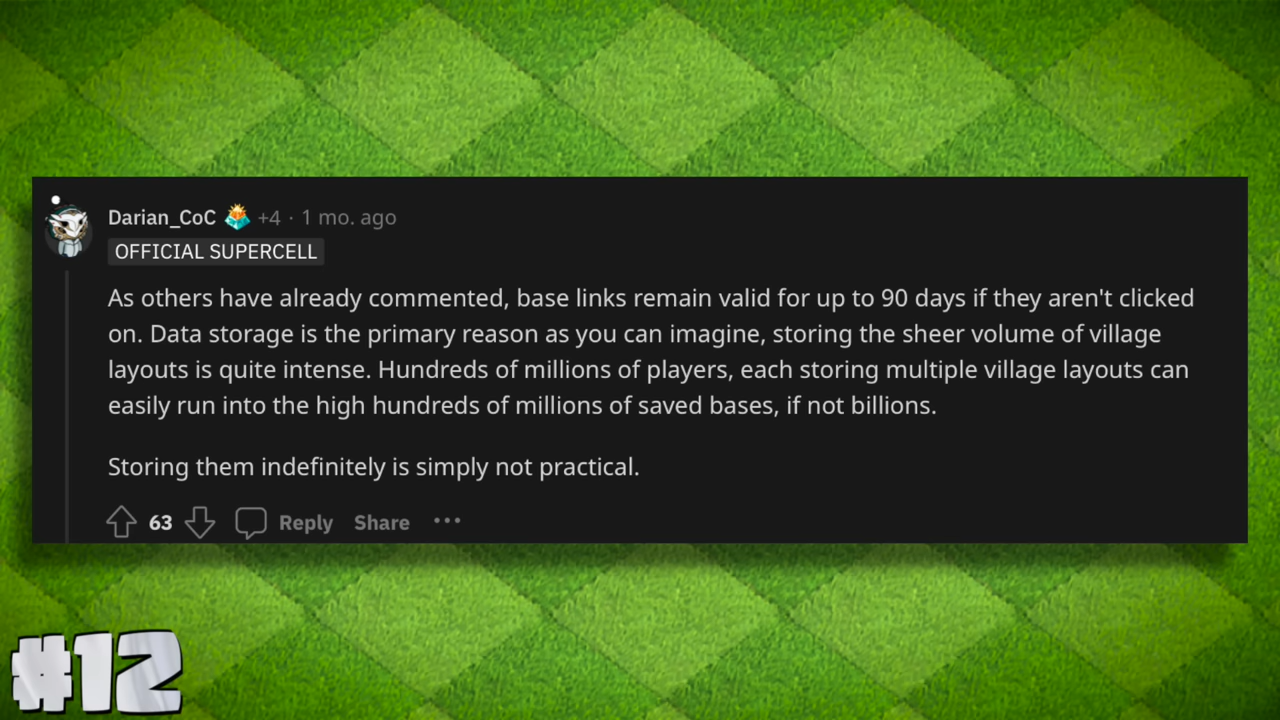 Darian_CoC +4 · 1 mo. ago
OFFICIAL SUPERCELL
As others have already commented, base links remain valid for up to 90 days if they aren't clicked
on. Data storage is the primary reason as you can imagine, storing the sheer volume of village
layouts is quite intense. Hundreds of millions of players, each storing multiple village layouts can
easily run into the high hundreds of millions of saved bases, if not billions.
Storing them indefinitely is simply not practical.
63 Reply Share ···
#12